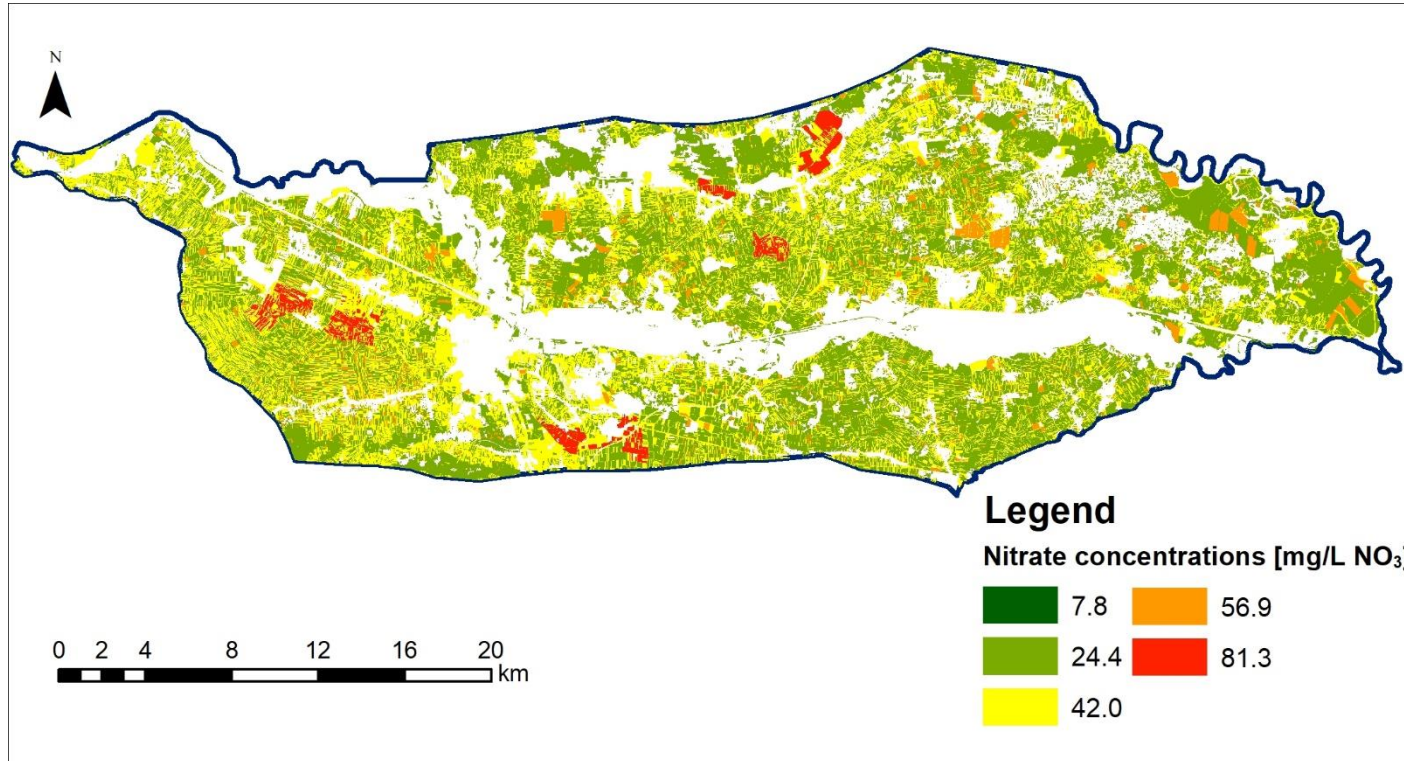 N
Legend
Nitrate concentrations [mg/L NO₃]
7.8 56.9
24.4 81.3
42.0
0 2 4 8 12 16 20
km